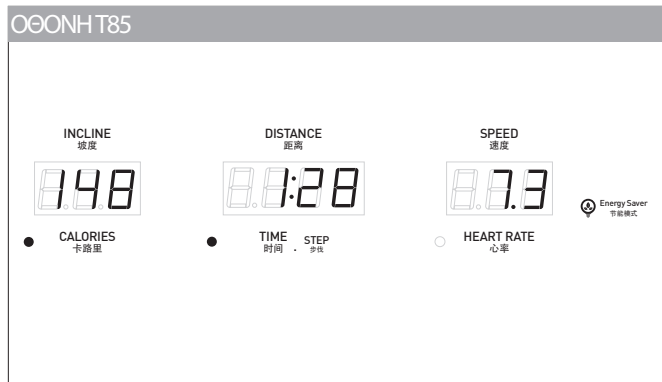 ΟΘΟΝΗ T85
INCLINE
坡度
DISTANCE
距离
SPEED
速度
148
1:28
7.3
Energy Saver
节能模式
CALORIES
卡路里
TIME
时间
.
STEP
步伐
HEART RATE
心率